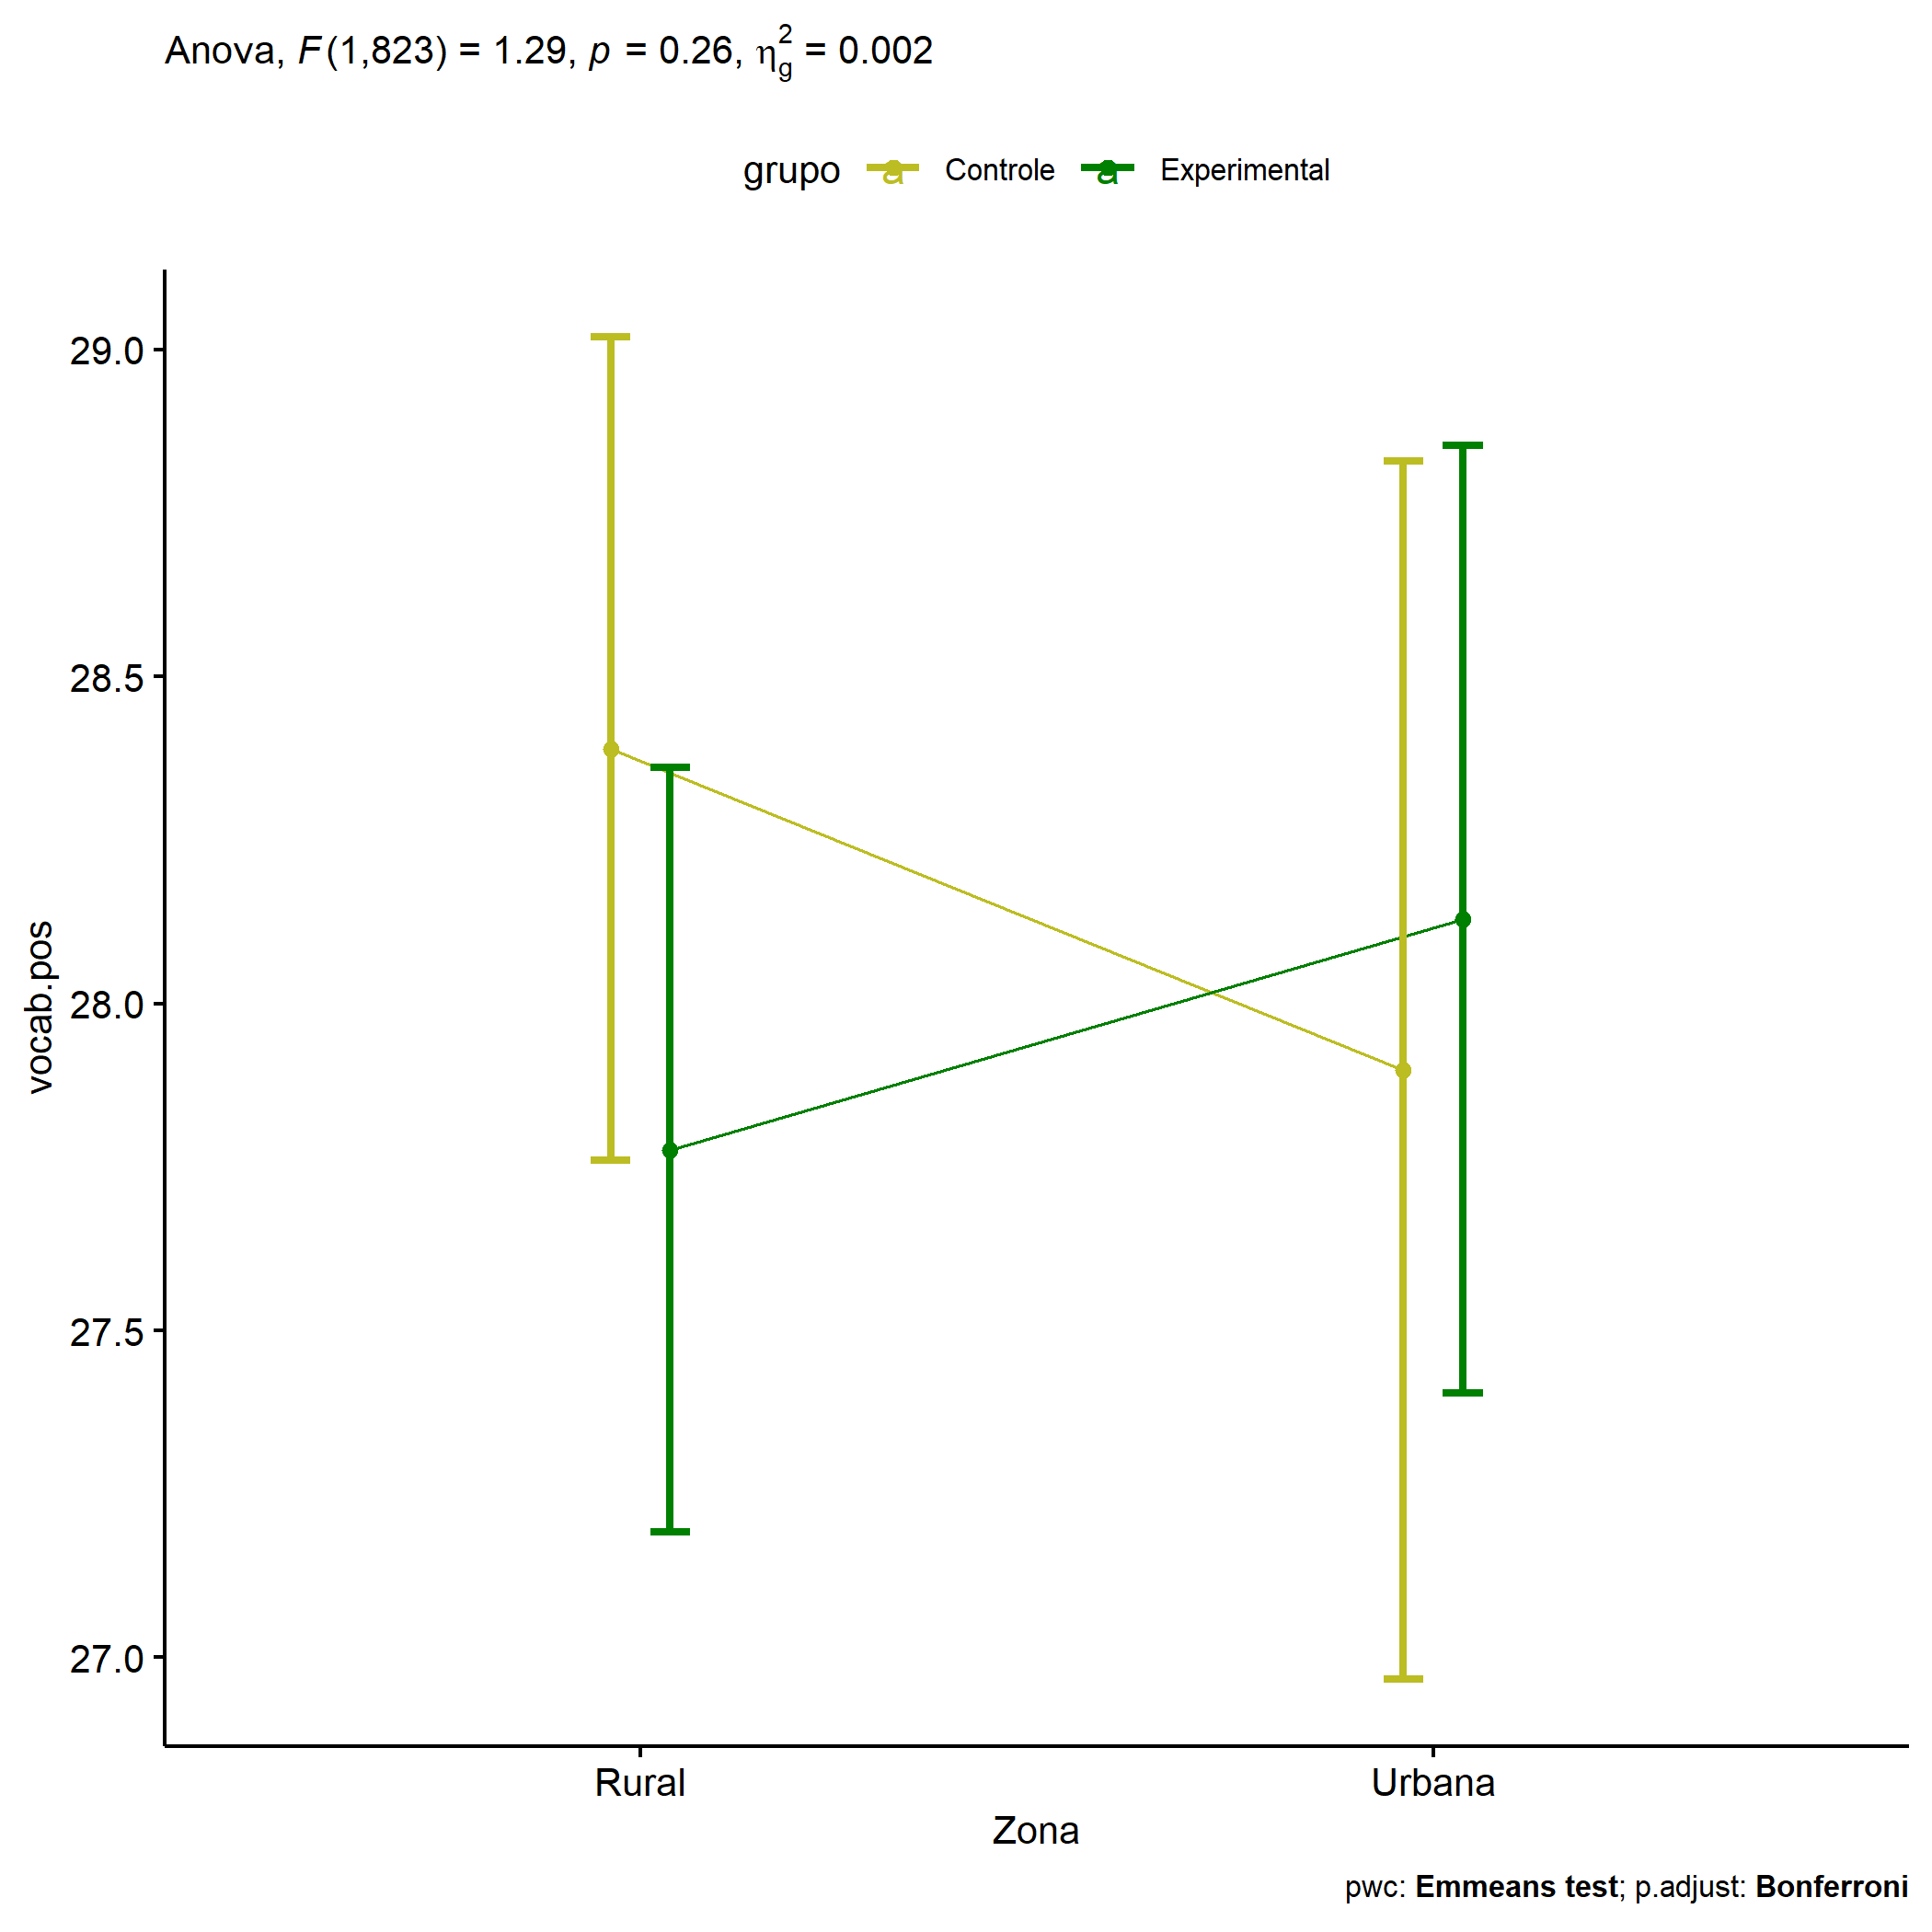 Anova, F(1,823) = 1.29, p = 0.26, η²g = 0.002
grupo a Controle a Experimental
29.0
28.5
28.0
27.5
27.0
vocab.pos
Rural Urbana
Zona
pwc: Emmeans test; p.adjust: Bonferroni